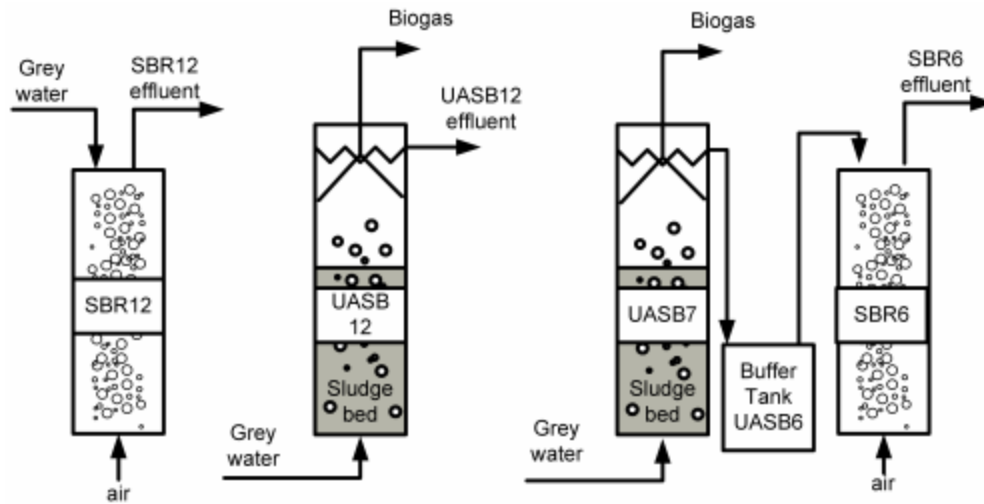 Grey
water
SBR12
effluent
SBR12
air
Biogas
UASB12
effluent
UASB
12
Sludge
bed
Grey
water
Biogas
UASB7
Sludge
bed
Grey
water
Buffer
Tank
UASB6
SBR6
effluent
SBR6
air